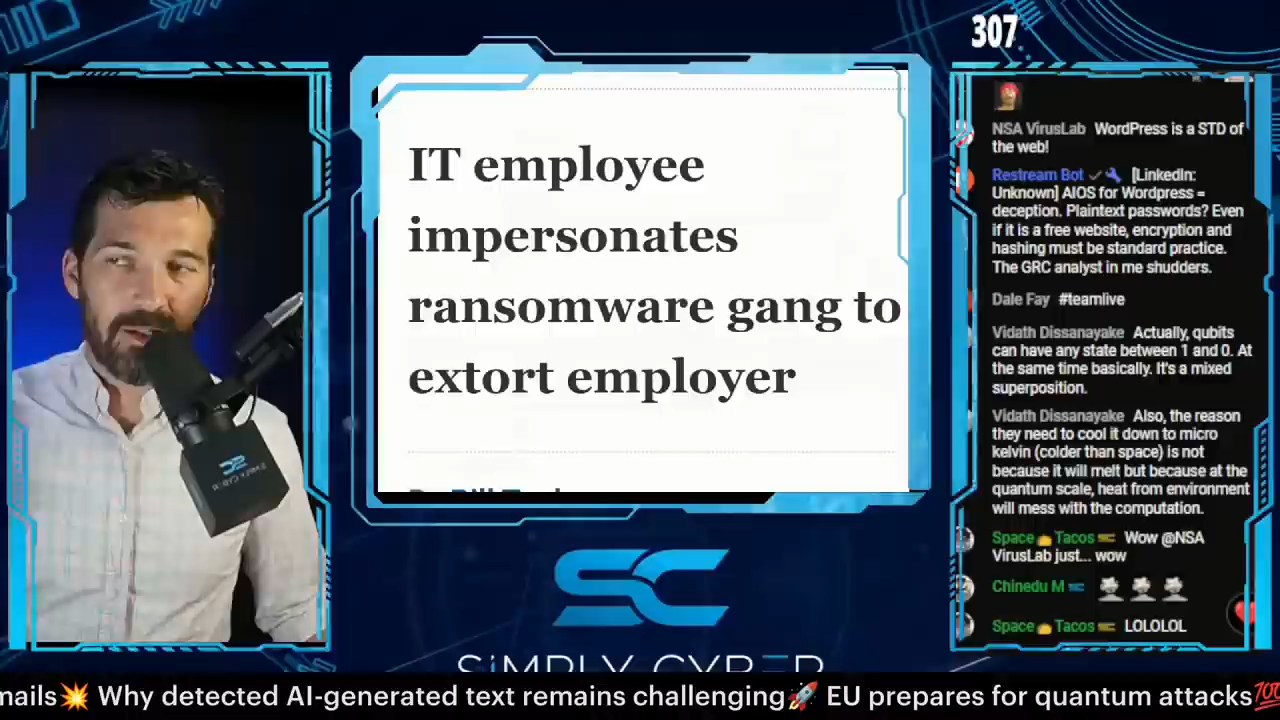 307
IT employee
impersonates
ransomware gang to
extort employer
NSA VirusLab WordPress is a STD of
the web!
Restream Bot [LinkedIn:
Unknown] AIOS for Wordpress =
deception. Plaintext passwords? Even
if it is a free website, encryption and
hashing must be standard practice.
The GRC analyst in me shudders.
Dale Fay #teamlive
Vidath Dissanayake Actually, qubits
can have any state between 1 and 0. At
the same time basically. It's a mixed
superposition.
Vidath Dissanayake Also, the reason
they need to cool it down to micro
kelvin (colder than space) is not
because it will melt but because at the
quantum scale, heat from environment
will mess with the computation.
Space🌮Tacos Wow @NSA
VirusLab just... wow
Chinedu M
Space🌮Tacos LOLOLOL
SC
SIMPLY CYBER
mails💥 Why detected AI-generated text remains challenging🚀 EU prepares for quantum attacks💯